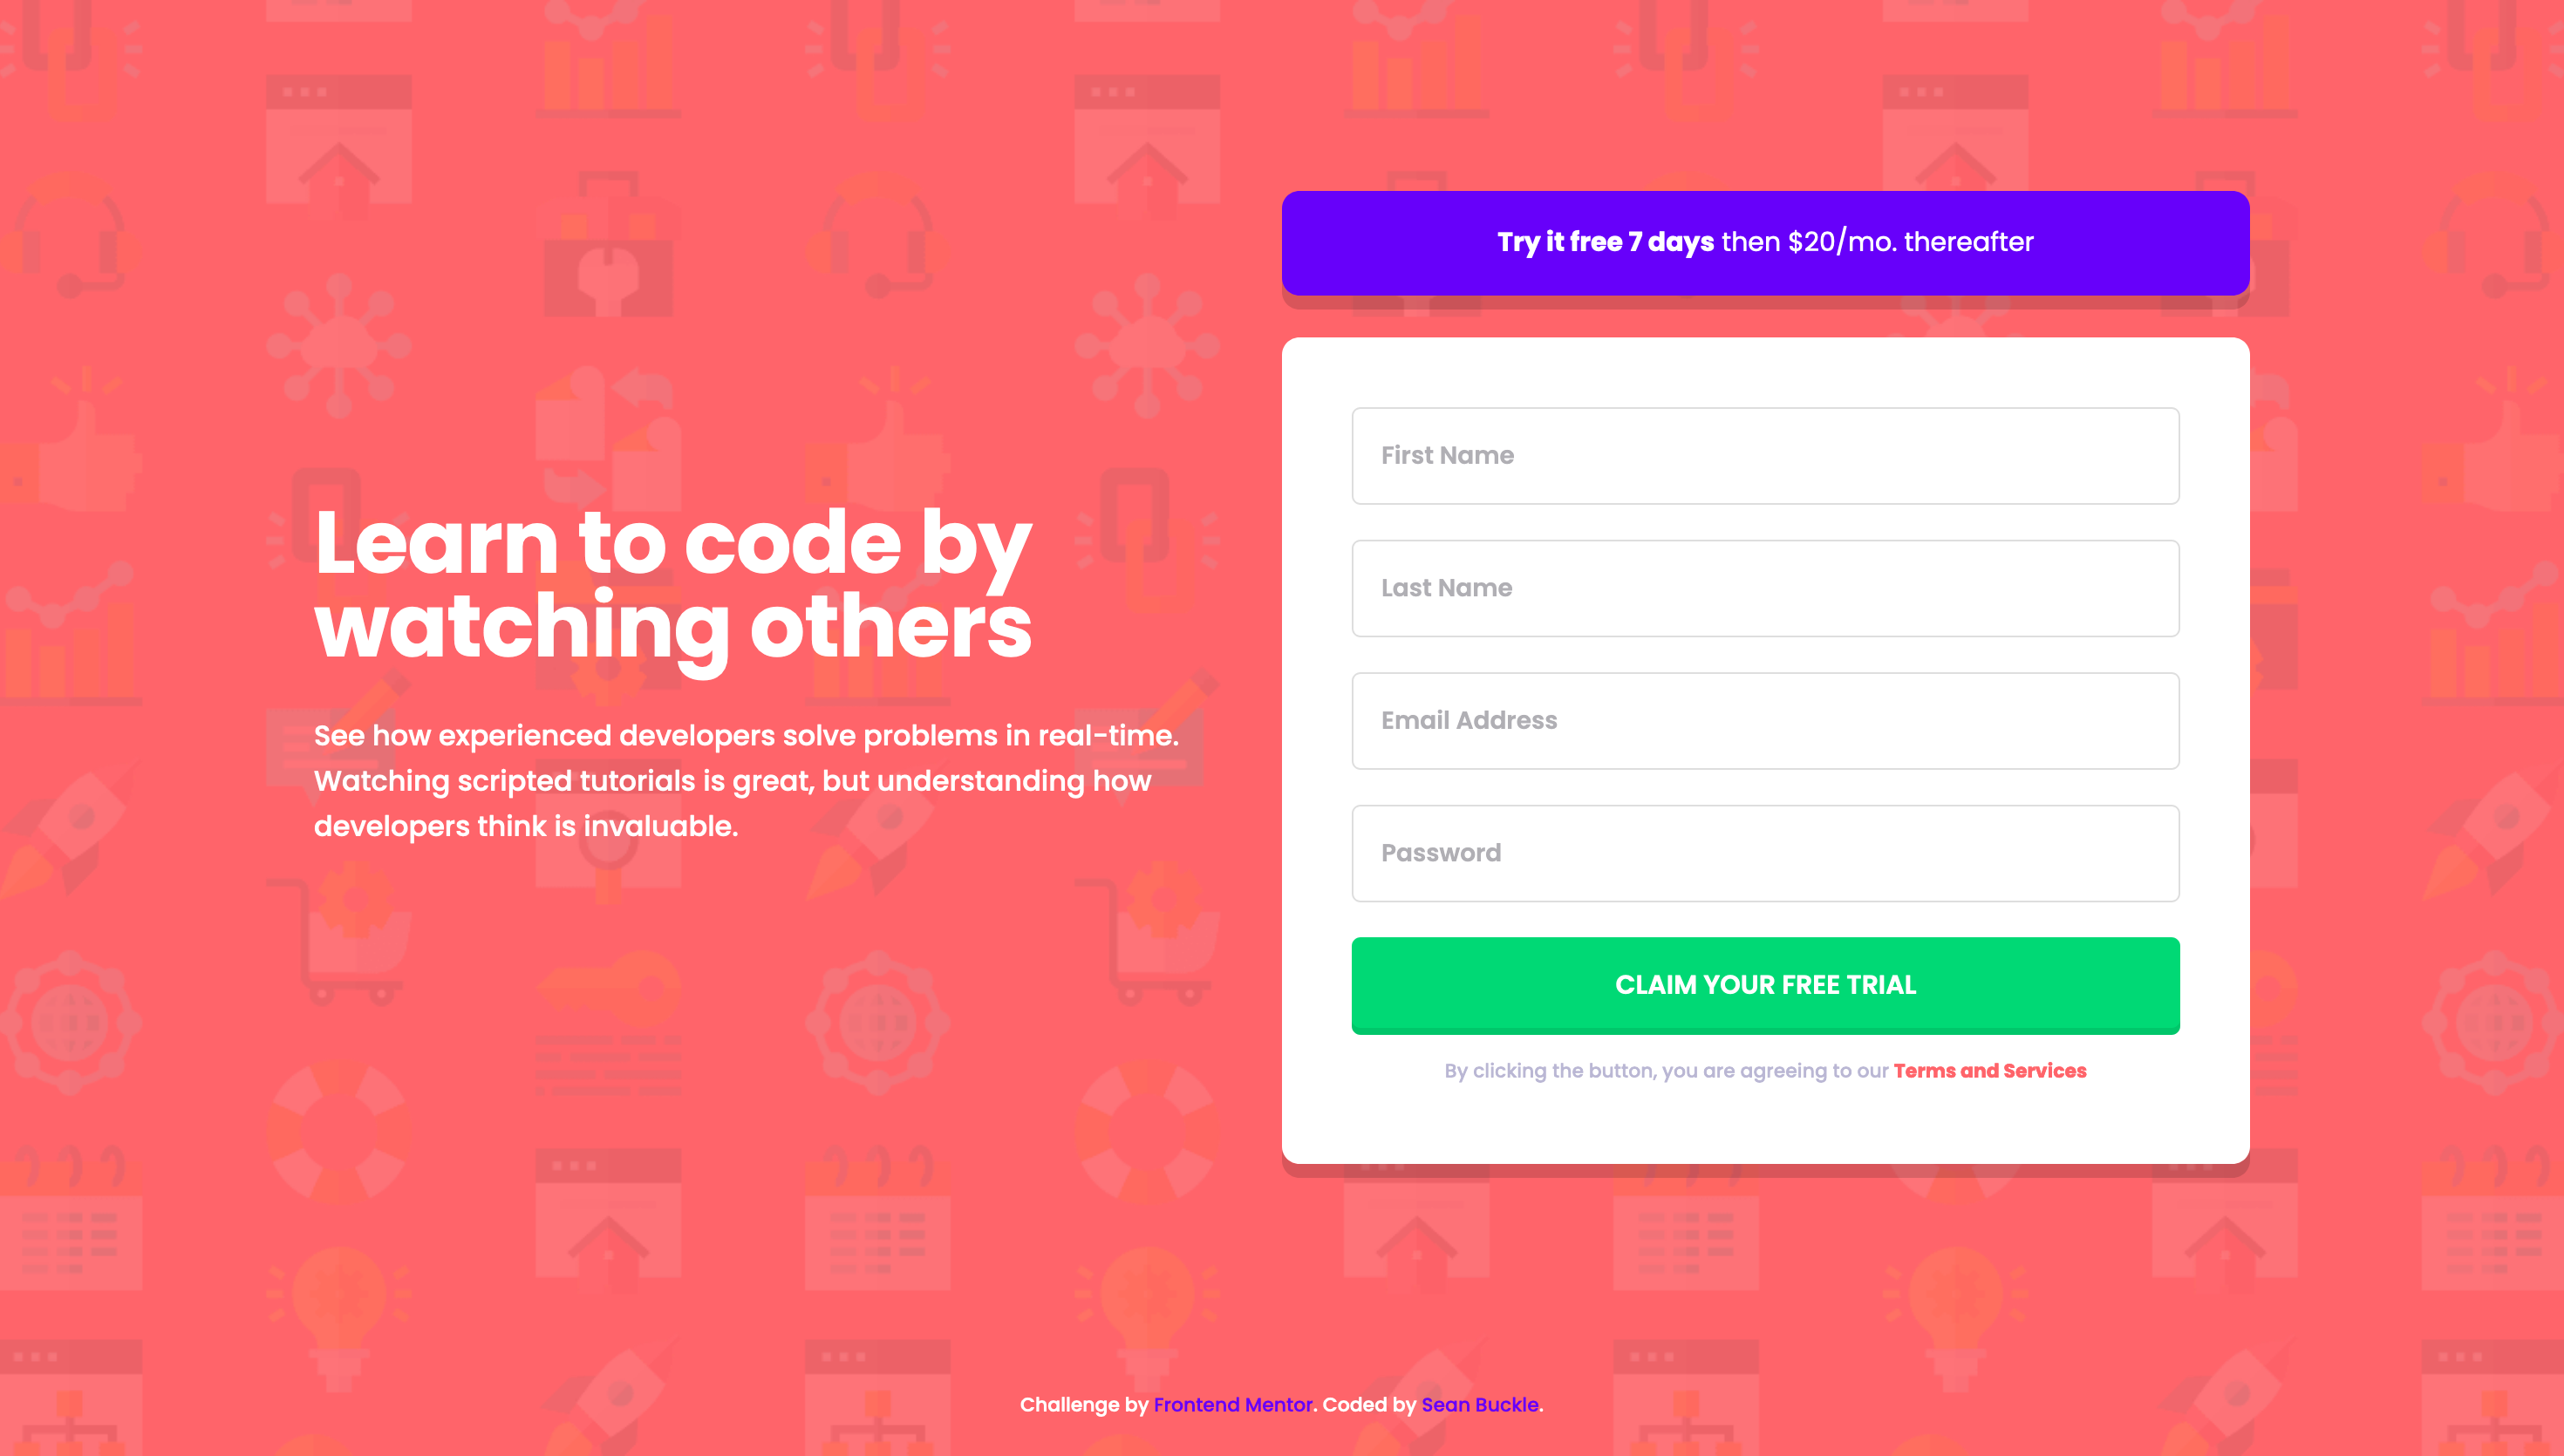 Learn to code by
watching others
See how experienced developers solve problems in real-time.
Watching scripted tutorials is great, but understanding how
developers think is invaluable.
Try it free 7 days then $20/mo. thereafter
First Name
Last Name
Email Address
Password
CLAIM YOUR FREE TRIAL
By clicking the button, you are agreeing to our Terms and Services
Challenge by Frontend Mentor. Coded by Sean Buckle.